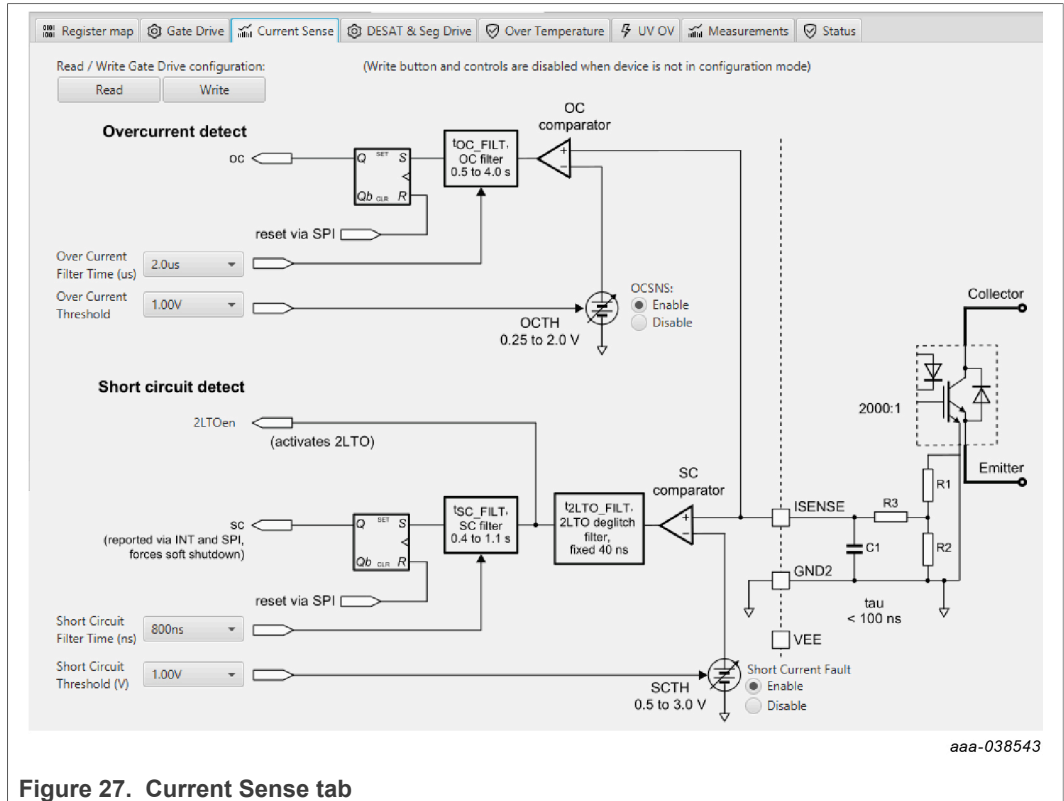 Register map Gate Drive Current Sense DESAT & Seg Drive Over Temperature UV OV Measurements Status
Read / Write Gate Drive configuration:
(Write button and controls are disabled when device is not in configuration mode)
Read Write
Overcurrent detect
OC
comparator
OC
Q SET S
Qb CLR R
tOC_FILT,
OC filter
0.5 to 4.0 s
+
−
reset via SPI
Over Current
Filter Time (us)
2.0us
Over Current
Threshold
1.00V
OCTH
0.25 to 2.0 V
OCSNS:
Enable
Disable
Collector
2000:1
Emitter
Short circuit detect
2LTOen
(activates 2LTO)
SC
comparator
SC
(reported via INT and SPI,
forces soft shutdown)
Q SET S
Qb CLR R
tSC_FILT,
SC filter
0.4 to 1.1 s
t2LTO_FILT,
2LTO deglitch
filter,
fixed 40 ns
+
−
ISENSE
R3
R1
R2
C1
GND2
tau
< 100 ns
VEE
reset via SPI
Short Circuit
Filter Time (ns)
800ns
Short Circuit
Threshold (V)
1.00V
SCTH
0.5 to 3.0 V
Short Current Fault
Enable
Disable
aaa-038543
Figure 27. Current Sense tab